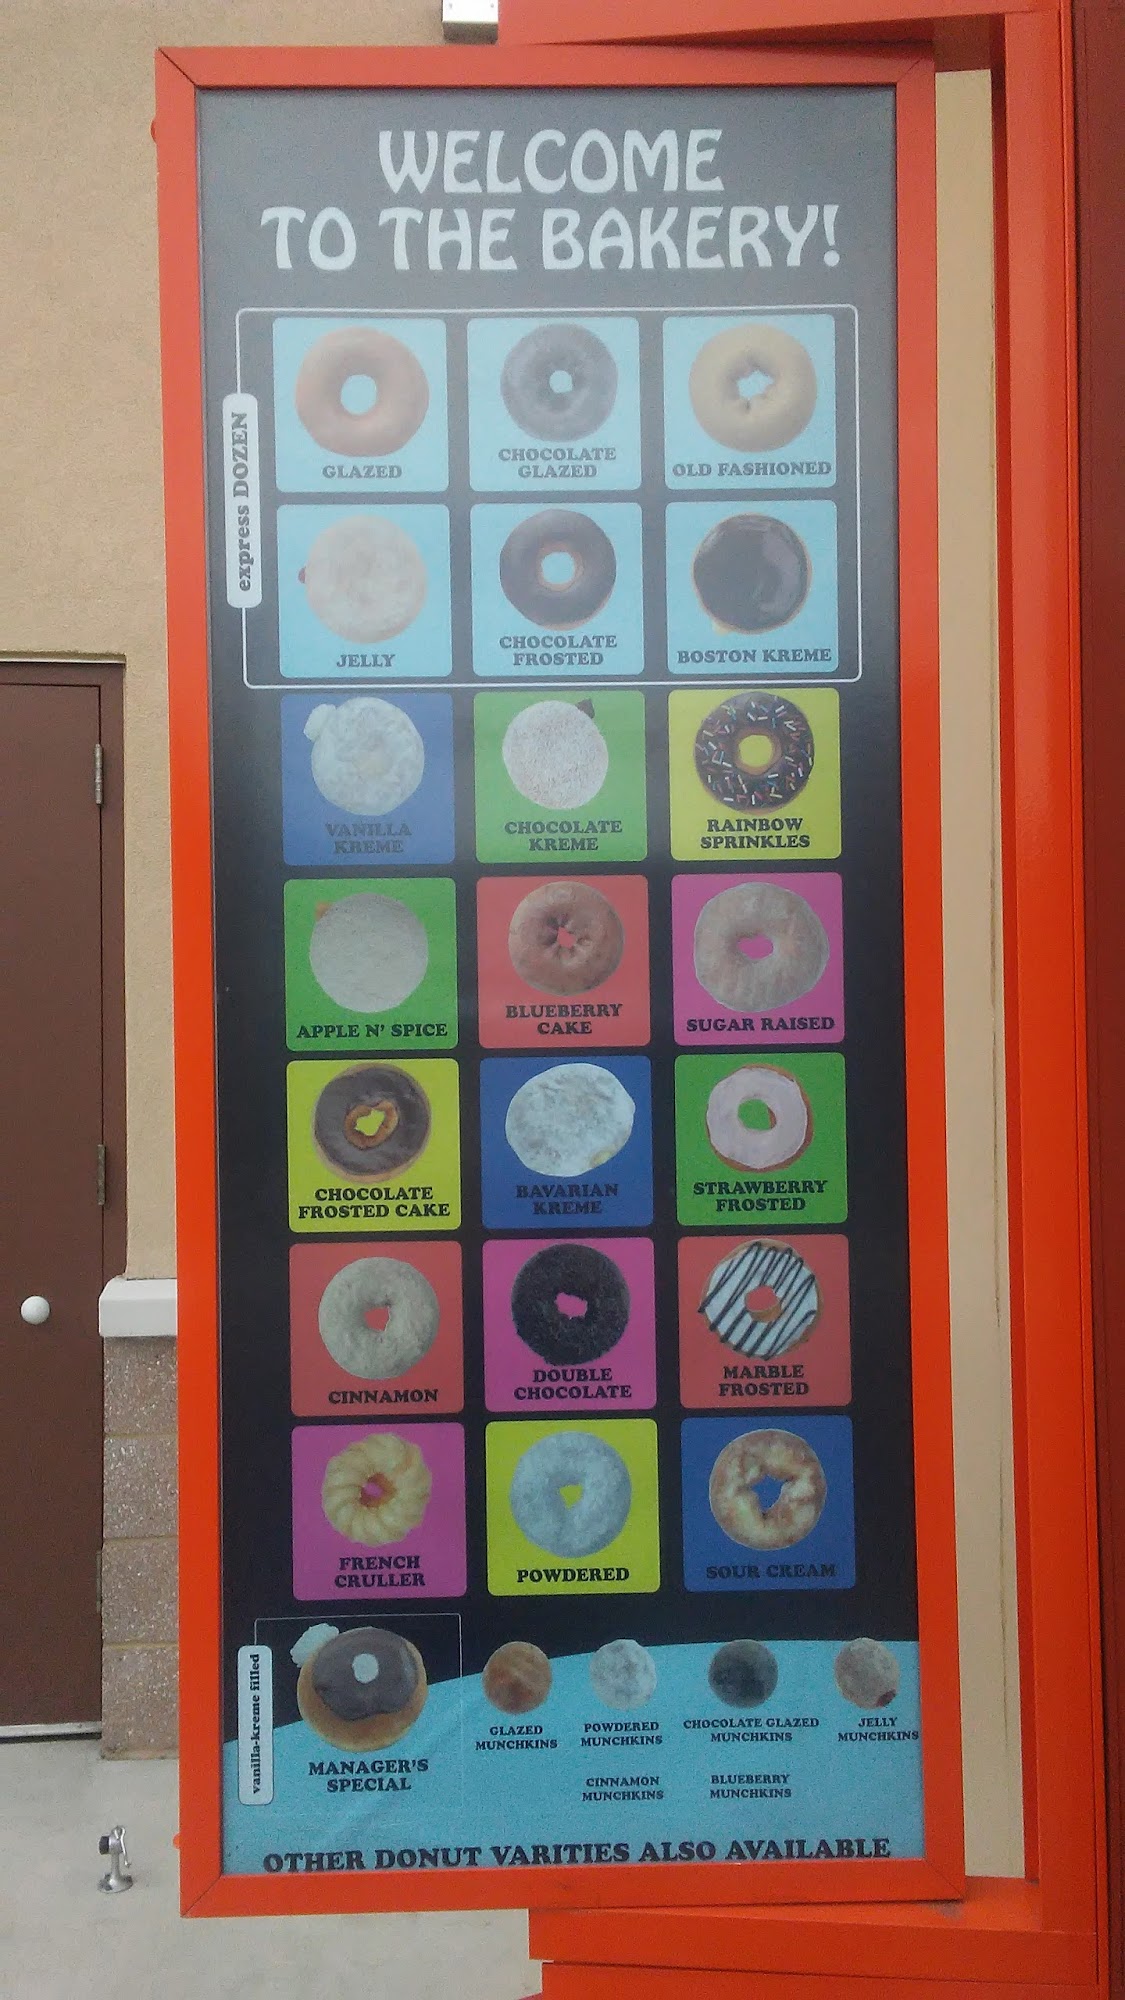 WELCOME
TO THE BAKERY!
express DOZEN
GLAZED
CHOCOLATE
GLAZED
OLD FASHIONED
JELLY
CHOCOLATE
FROSTED
BOSTON KREME
VANILLA
KREME
CHOCOLATE
KREME
RAINBOW
SPRINKLES
APPLE N' SPICE
BLUEBERRY
CAKE
SUGAR RAISED
CHOCOLATE
FROSTED CAKE
BAVARIAN
KREME
STRAWBERRY
FROSTED
CINNAMON
DOUBLE
CHOCOLATE
MARBLE
FROSTED
FRENCH
CRULLER
POWDERED
SOUR CREAM
vanilla-kreme filled
MANAGER'S
SPECIAL
GLAZED
MUNCHKINS
POWDERED
MUNCHKINS
CHOCOLATE GLAZED
MUNCHKINS
JELLY
MUNCHKINS
CINNAMON
MUNCHKINS
BLUEBERRY
MUNCHKINS
OTHER DONUT VARITIES ALSO AVAILABLE